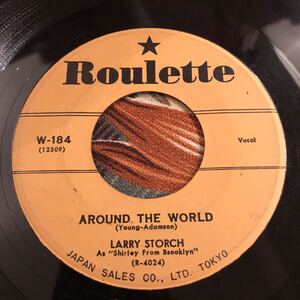 ★
Roulette
W-184
(12309)
Vocal
AROUND THE WORLD
(Young-Adamson)
LARRY STORCH
As "Shirley From Bsooklyn"
(R-4024)
JAPAN SALES CO., LTD. TOKYO